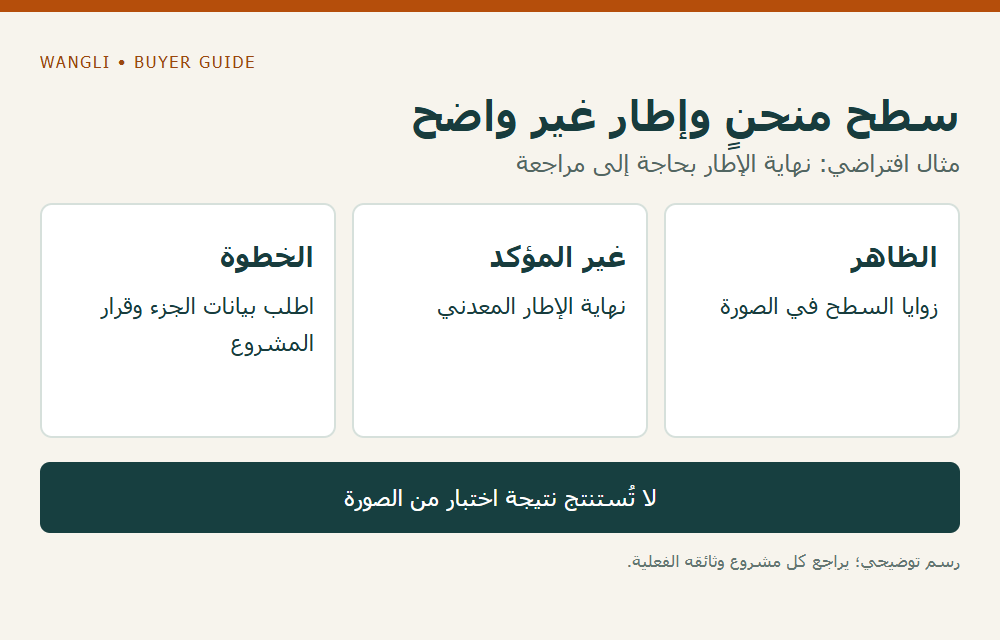 WANGLI • BUYER GUIDE
سطح منحنٍ وإطار غير واضح
مثال افتراضي: نهاية الإطار بحاجة إلى مراجعة
الظاهر
زوايا السطح في الصورة
غير المؤكد
نهاية الإطار المعدني
الخطوة
اطلب بيانات الجزء وقرار
المشروع
لا تُستنتج نتيجة اختبار من الصورة
رسم توضيحي؛ يراجع كل مشروع وثائقه الفعلية.